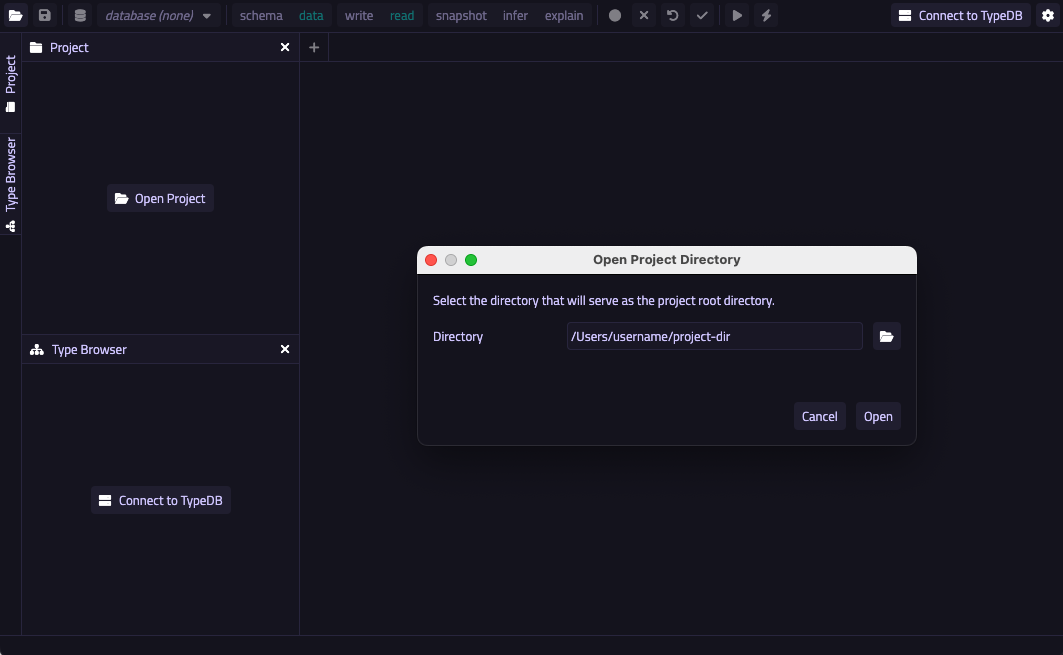 database (none)
schema data write read snapshot infer explain
Connect to TypeDB
Project
Project
Type Browser
Open Project
Open Project Directory
Select the directory that will serve as the project root directory.
Directory /Users/username/project-dir
Cancel Open
Type Browser
Connect to TypeDB